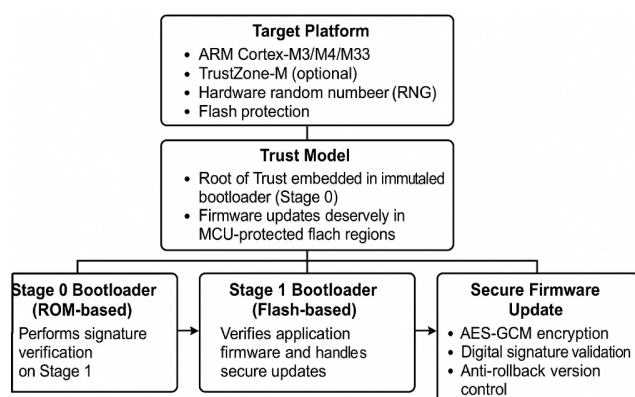 Target Platform
• ARM Cortex-M3/M4/M33
• TrustZone-M (optional)
• Hardware random numbeer (RNG)
• Flash protection
Trust Model
• Root of Trust embedded in immutaled
bootloader (Stage 0)
• Firmware updates deservely in
MCU-protected flach regions
Stage 0 Bootloader
(ROM-based)
Performs signature
verification
on Stage 1
Stage 1 Bootloader
(Flash-based)
Verifies application
firmware and handles
secure updates
Secure Firmware
Update
• AES-GCM encryption
• Digital signature validation
• Anti-rollback version
control